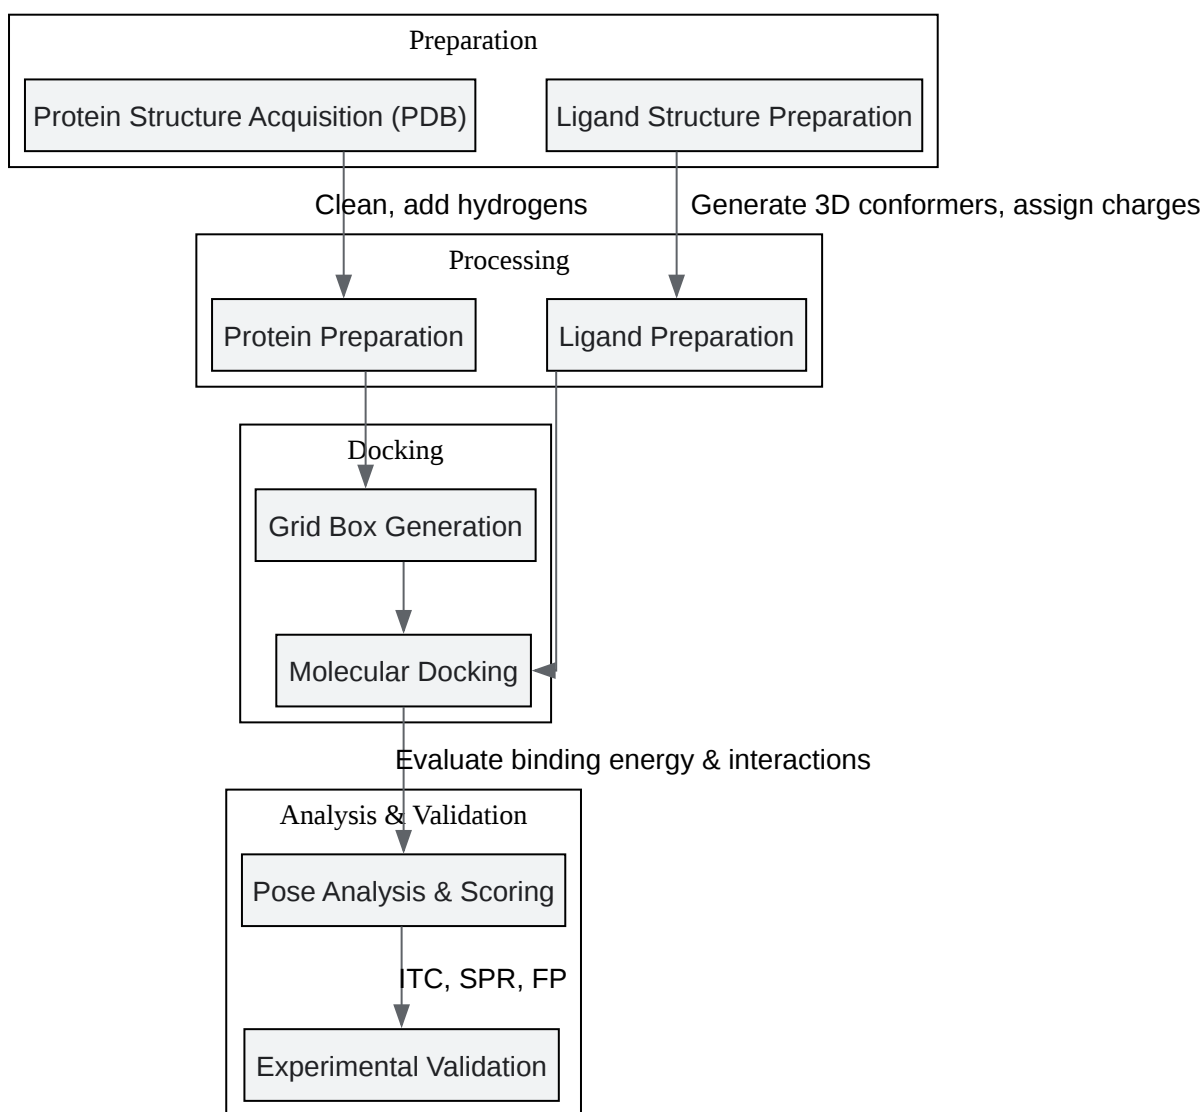 Preparation
Protein Structure Acquisition (PDB)
Ligand Structure Preparation
Clean, add hydrogens
Generate 3D conformers, assign charges
Processing
Protein Preparation
Ligand Preparation
Docking
Grid Box Generation
Molecular Docking
Evaluate binding energy & interactions
Analysis & Validation
Pose Analysis & Scoring
ITC, SPR, FP
Experimental Validation